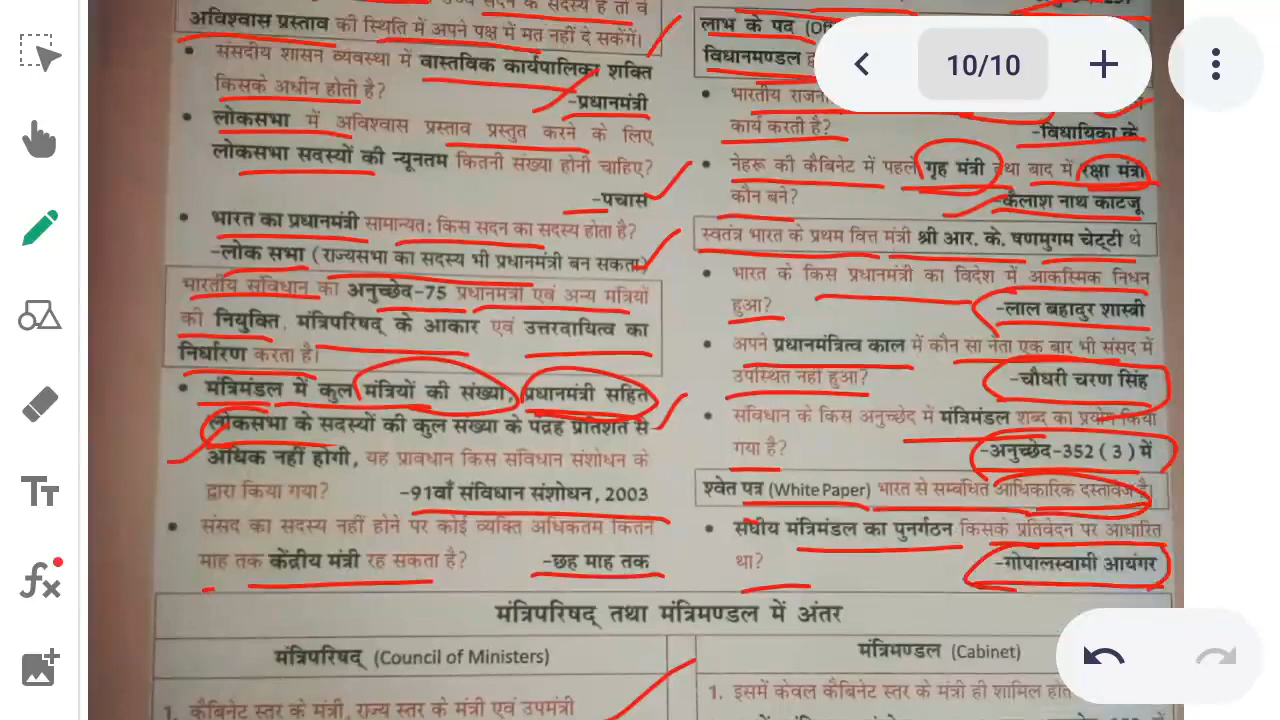 सदन के सदस्य हैं तो वे
अविश्वास प्रस्ताव की स्थिति में अपने पक्ष में मत नहीं दे सकेंगें।
• संसदीय शासन व्यवस्था में वास्तविक कार्यपालिका शक्ति
किसके अधीन होती है?
-प्रधानमंत्री
• लोकसभा में अविश्वास प्रस्ताव प्रस्तुत करने के लिए
लोकसभा सदस्यों की न्यूनतम कितनी संख्या होनी चाहिए?
-पचास
• भारत का प्रधानमंत्री सामान्यत: किस सदन का सदस्य होता है?
-लोक सभा (राज्यसभा का सदस्य भी प्रधानमंत्री बन सकता)
भारतीय संविधान का अनुच्छेद-75 प्रधानमंत्री एवं अन्य मंत्रियों
की नियुक्ति, मंत्रिपरिषद् के आकार एवं उत्तरदायित्व का
निर्धारण करता है।
• मंत्रिमंडल में कुल मंत्रियों की संख्या, प्रधानमंत्री सहित
लोकसभा के सदस्यों की कुल संख्या के पंद्रह प्रतिशत से
अधिक नहीं होगी, यह प्रावधान किस संविधान संशोधन के
द्वारा किया गया? -91वाँ संविधान संशोधन, 2003
• संसद का सदस्य नहीं होने पर कोई व्यक्ति अधिकतम कितने
माह तक केंद्रीय मंत्री रह सकता है? -छह माह तक
लाभ के पद
विधानमण्डल
• भारतीय
कार्य करती है?
-विधायिका के
• नेहरू की कैबिनेट में पहले गृह मंत्री तथा बाद में रक्षा मंत्री
कौन बने? -कैलाश नाथ काटजू
स्वतंत्र भारत के प्रथम वित्त मंत्री श्री आर. के. षणमुगम चेट्टी थे
• भारत के किस प्रधानमंत्री का विदेश में आकस्मिक निधन
हुआ? -लाल बहादुर शास्त्री
• अपने प्रधानमंत्रित्व काल में कौन सा नेता एक बार भी संसद में
उपस्थित नहीं हुआ? -चौधरी चरण सिंह
• संविधान के किस अनुच्छेद में मंत्रिमंडल शब्द का प्रयोग किया
गया है? -अनुच्छेद-352 (3) में
श्वेत पत्र (White Paper) भारत से सम्बंधित आधिकारिक दस्तावेज है।
• संघीय मंत्रिमंडल का पुनर्गठन किसके प्रतिवेदन पर आधारित
था? -गोपालस्वामी आयंगर
मंत्रिपरिषद् तथा मंत्रिमण्डल में अंतर
मंत्रिपरिषद् (Council of Ministers)
मंत्रिमण्डल (Cabinet)
1. कैबिनेट स्तर के मंत्री, राज्य स्तर के मंत्री एवं उपमंत्री
1. इसमें केवल कैबिनेट स्तर के मंत्री ही शामिल
10/10
Tт
fx